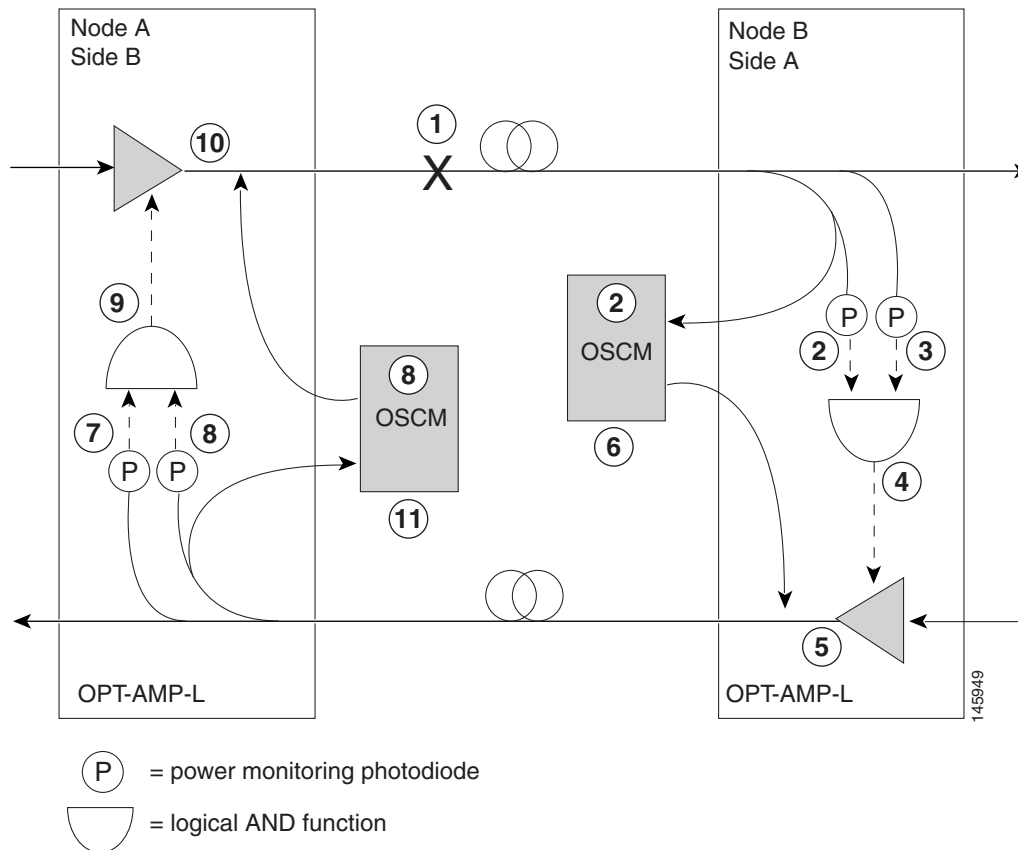 Node A
Side B
Node B
Side A
1
10
X
9
2
OSCM
P
P
2
3
8
OSCM
7
8
6
4
P
P
11
5
OPT-AMP-L
OPT-AMP-L
145949
P = power monitoring photodiode
= logical AND function